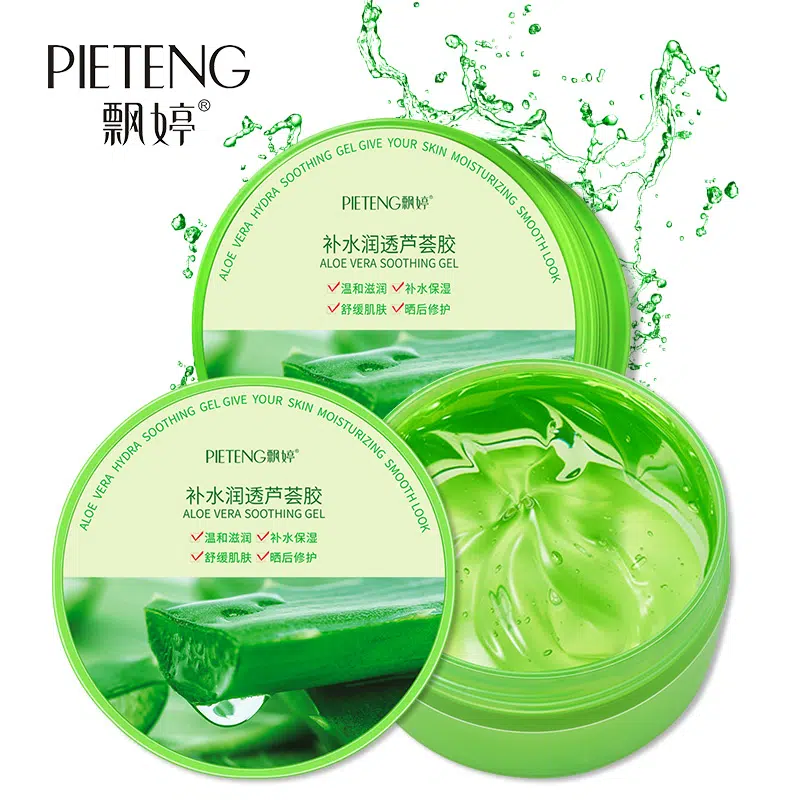 PIETENG
飘婷®
ALOE VERA HYDRA SOOTHING GEL GIVE YOUR SKIN MOISTURIZING SMOOTH LOOK
PIETENG飘婷®
补水润透芦荟胶
ALOE VERA SOOTHING GEL
✓温和滋润 ✓补水保湿
✓舒缓肌肤 ✓晒后修护
ALOE VERA HYDRA SOOTHING GEL GIVE YOUR SKIN MOISTURIZING SMOOTH LOOK
PIETENG飘婷®
补水润透芦荟胶
ALOE VERA SOOTHING GEL
✓温和滋润 ✓补水保湿
✓舒缓肌肤 ✓晒后修护